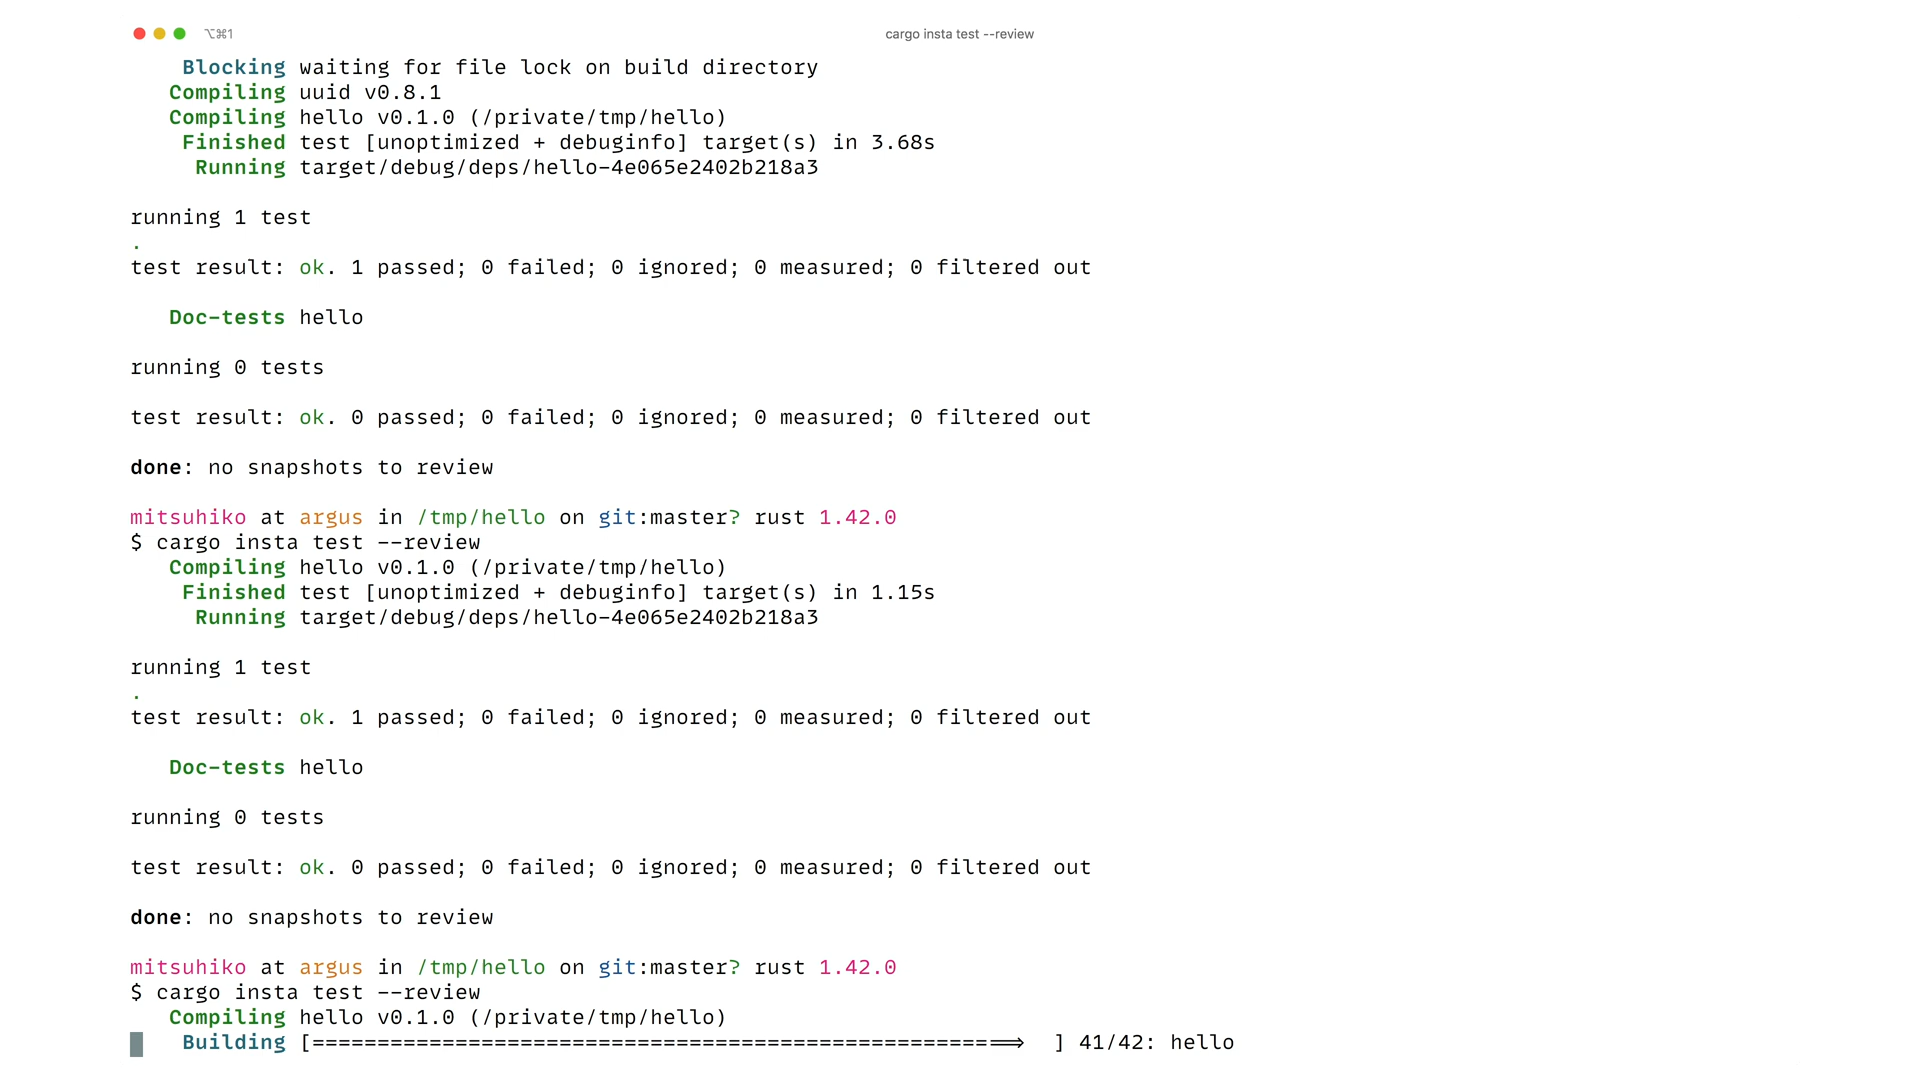 ⌥⌘1
cargo insta test --review
Blocking waiting for file lock on build directory
Compiling uuid v0.8.1
Compiling hello v0.1.0 (/private/tmp/hello)
Finished test [unoptimized + debuginfo] target(s) in 3.68s
Running target/debug/deps/hello-4e065e2402b218a3
running 1 test
.
test result: ok. 1 passed; 0 failed; 0 ignored; 0 measured; 0 filtered out
Doc-tests hello
running 0 tests
test result: ok. 0 passed; 0 failed; 0 ignored; 0 measured; 0 filtered out
done: no snapshots to review
mitsuhiko at argus in /tmp/hello on git:master? rust 1.42.0
$ cargo insta test --review
Compiling hello v0.1.0 (/private/tmp/hello)
Finished test [unoptimized + debuginfo] target(s) in 1.15s
Running target/debug/deps/hello-4e065e2402b218a3
running 1 test
.
test result: ok. 1 passed; 0 failed; 0 ignored; 0 measured; 0 filtered out
Doc-tests hello
running 0 tests
test result: ok. 0 passed; 0 failed; 0 ignored; 0 measured; 0 filtered out
done: no snapshots to review
mitsuhiko at argus in /tmp/hello on git:master? rust 1.42.0
$ cargo insta test --review
Compiling hello v0.1.0 (/private/tmp/hello)
Building [======================================================>  ] 41/42: hello